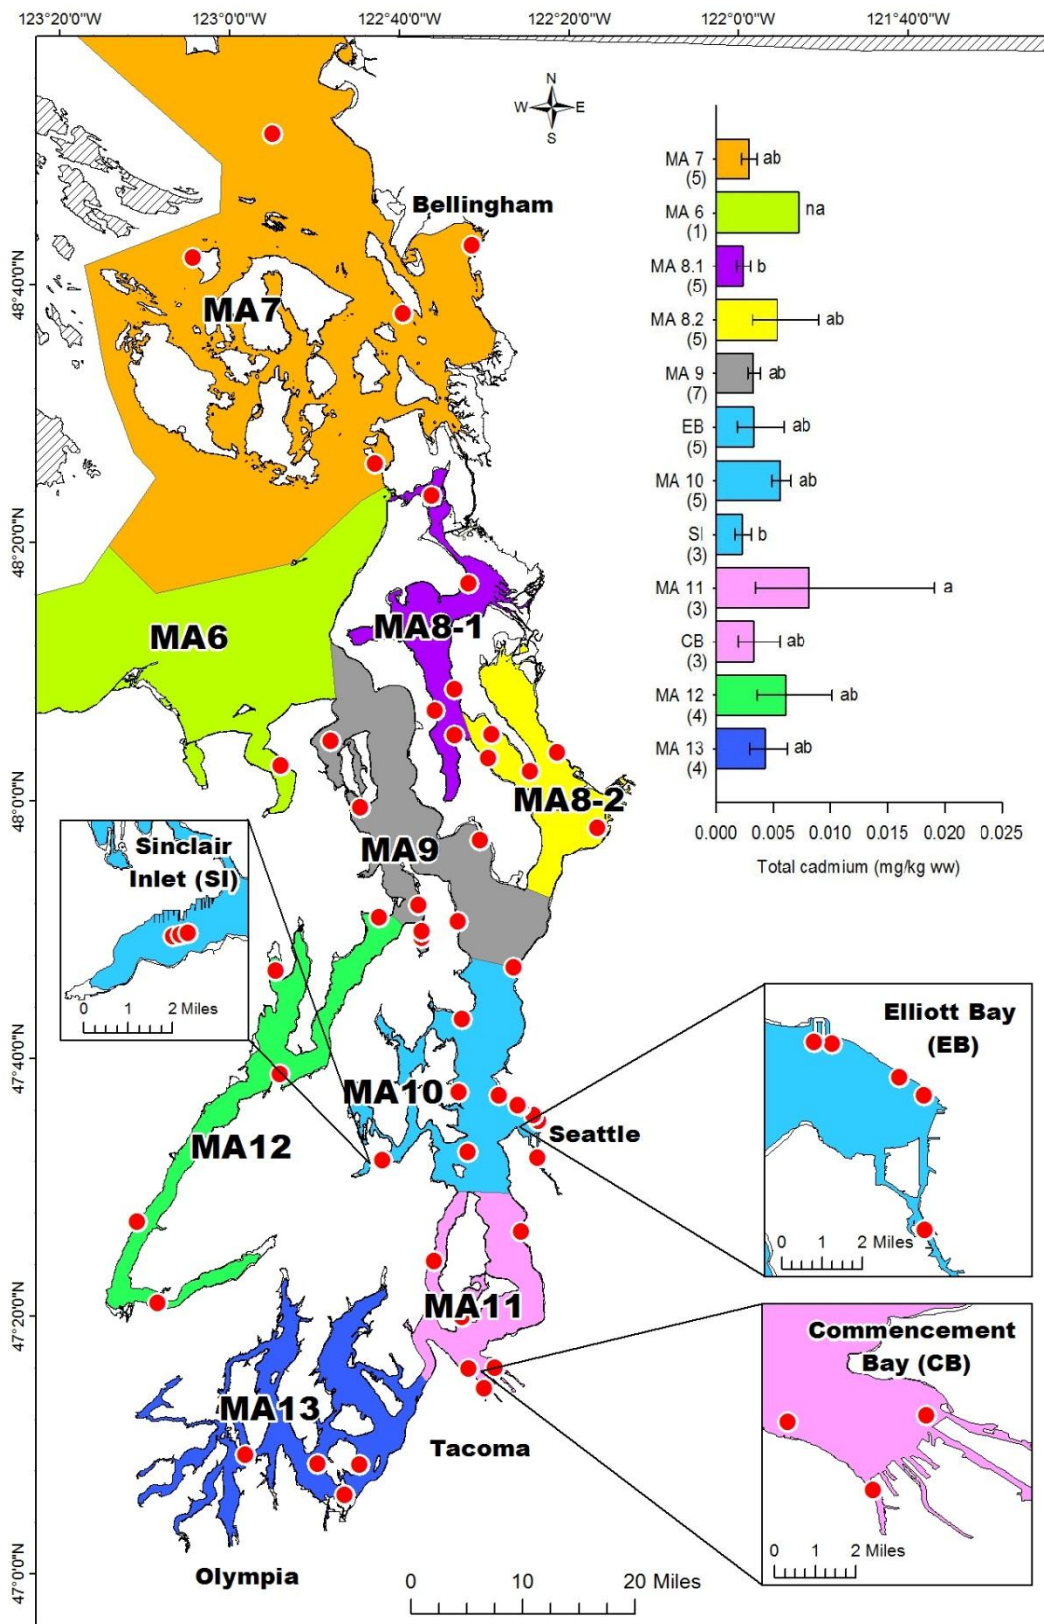 123°20'0"W 123°00'0"W 122°40'0"W 122°20'0"W 122°00'0"W 121°40'0"W
N
W E
S
Bellingham
48°40'0"N
MA7
48°20'0"N
MA6
MA8-1
48°0'0"N
MA8-2
MA9
Sinclair
Inlet (SI)
0 1 2 Miles
47°40'0"N
MA10
Seattle
MA12
47°20'0"N
MA11
MA13
Tacoma
Olympia
47°0'0"N
0 10 20 Miles
MA 7
(5)
ab
MA 6
(1)
na
MA 8.1
(5)
b
MA 8.2
(5)
ab
MA 9
(7)
ab
EB
(5)
ab
MA 10
(5)
ab
SI
(3)
b
MA 11
(3)
a
CB
(3)
ab
MA 12
(4)
ab
MA 13
(4)
ab
0.000 0.005 0.010 0.020 0.025
Total cadmium (mg/kg ww)
Elliott Bay
(EB)
0 1 2 Miles
Commencement
Bay (CB)
0 1 2 Miles